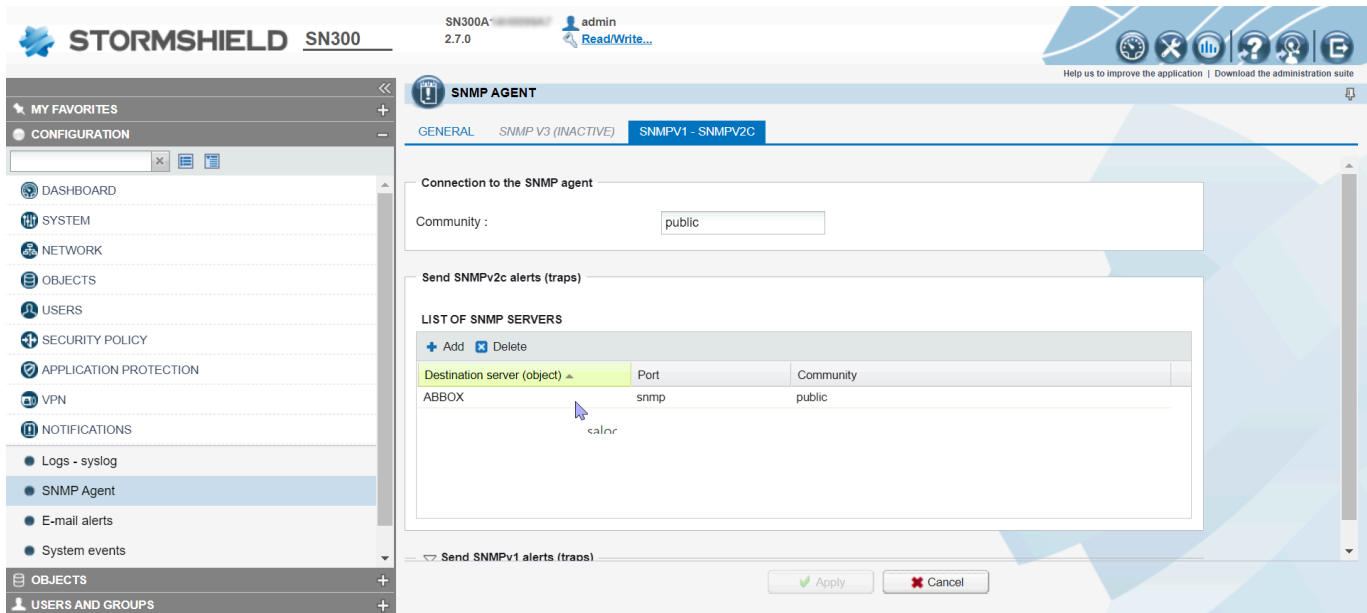 STORMSHIELD SN300
SN300A
2.7.0
admin
Read/Write...
Help us to improve the application | Download the administration suite
MY FAVORITES
CONFIGURATION
DASHBOARD
SYSTEM
NETWORK
OBJECTS
USERS
SECURITY POLICY
APPLICATION PROTECTION
VPN
NOTIFICATIONS
Logs - syslog
SNMP Agent
E-mail alerts
System events
OBJECTS
USERS AND GROUPS
SNMP AGENT
GENERAL SNMP V3 (INACTIVE) SNMPV1 - SNMPV2C
Connection to the SNMP agent
Community : public
Send SNMPv2c alerts (traps)
LIST OF SNMP SERVERS
Add Delete
Destination server (object) Port Community
ABBOX snmp public
Send SNMPv1 alerts (traps)
Apply Cancel